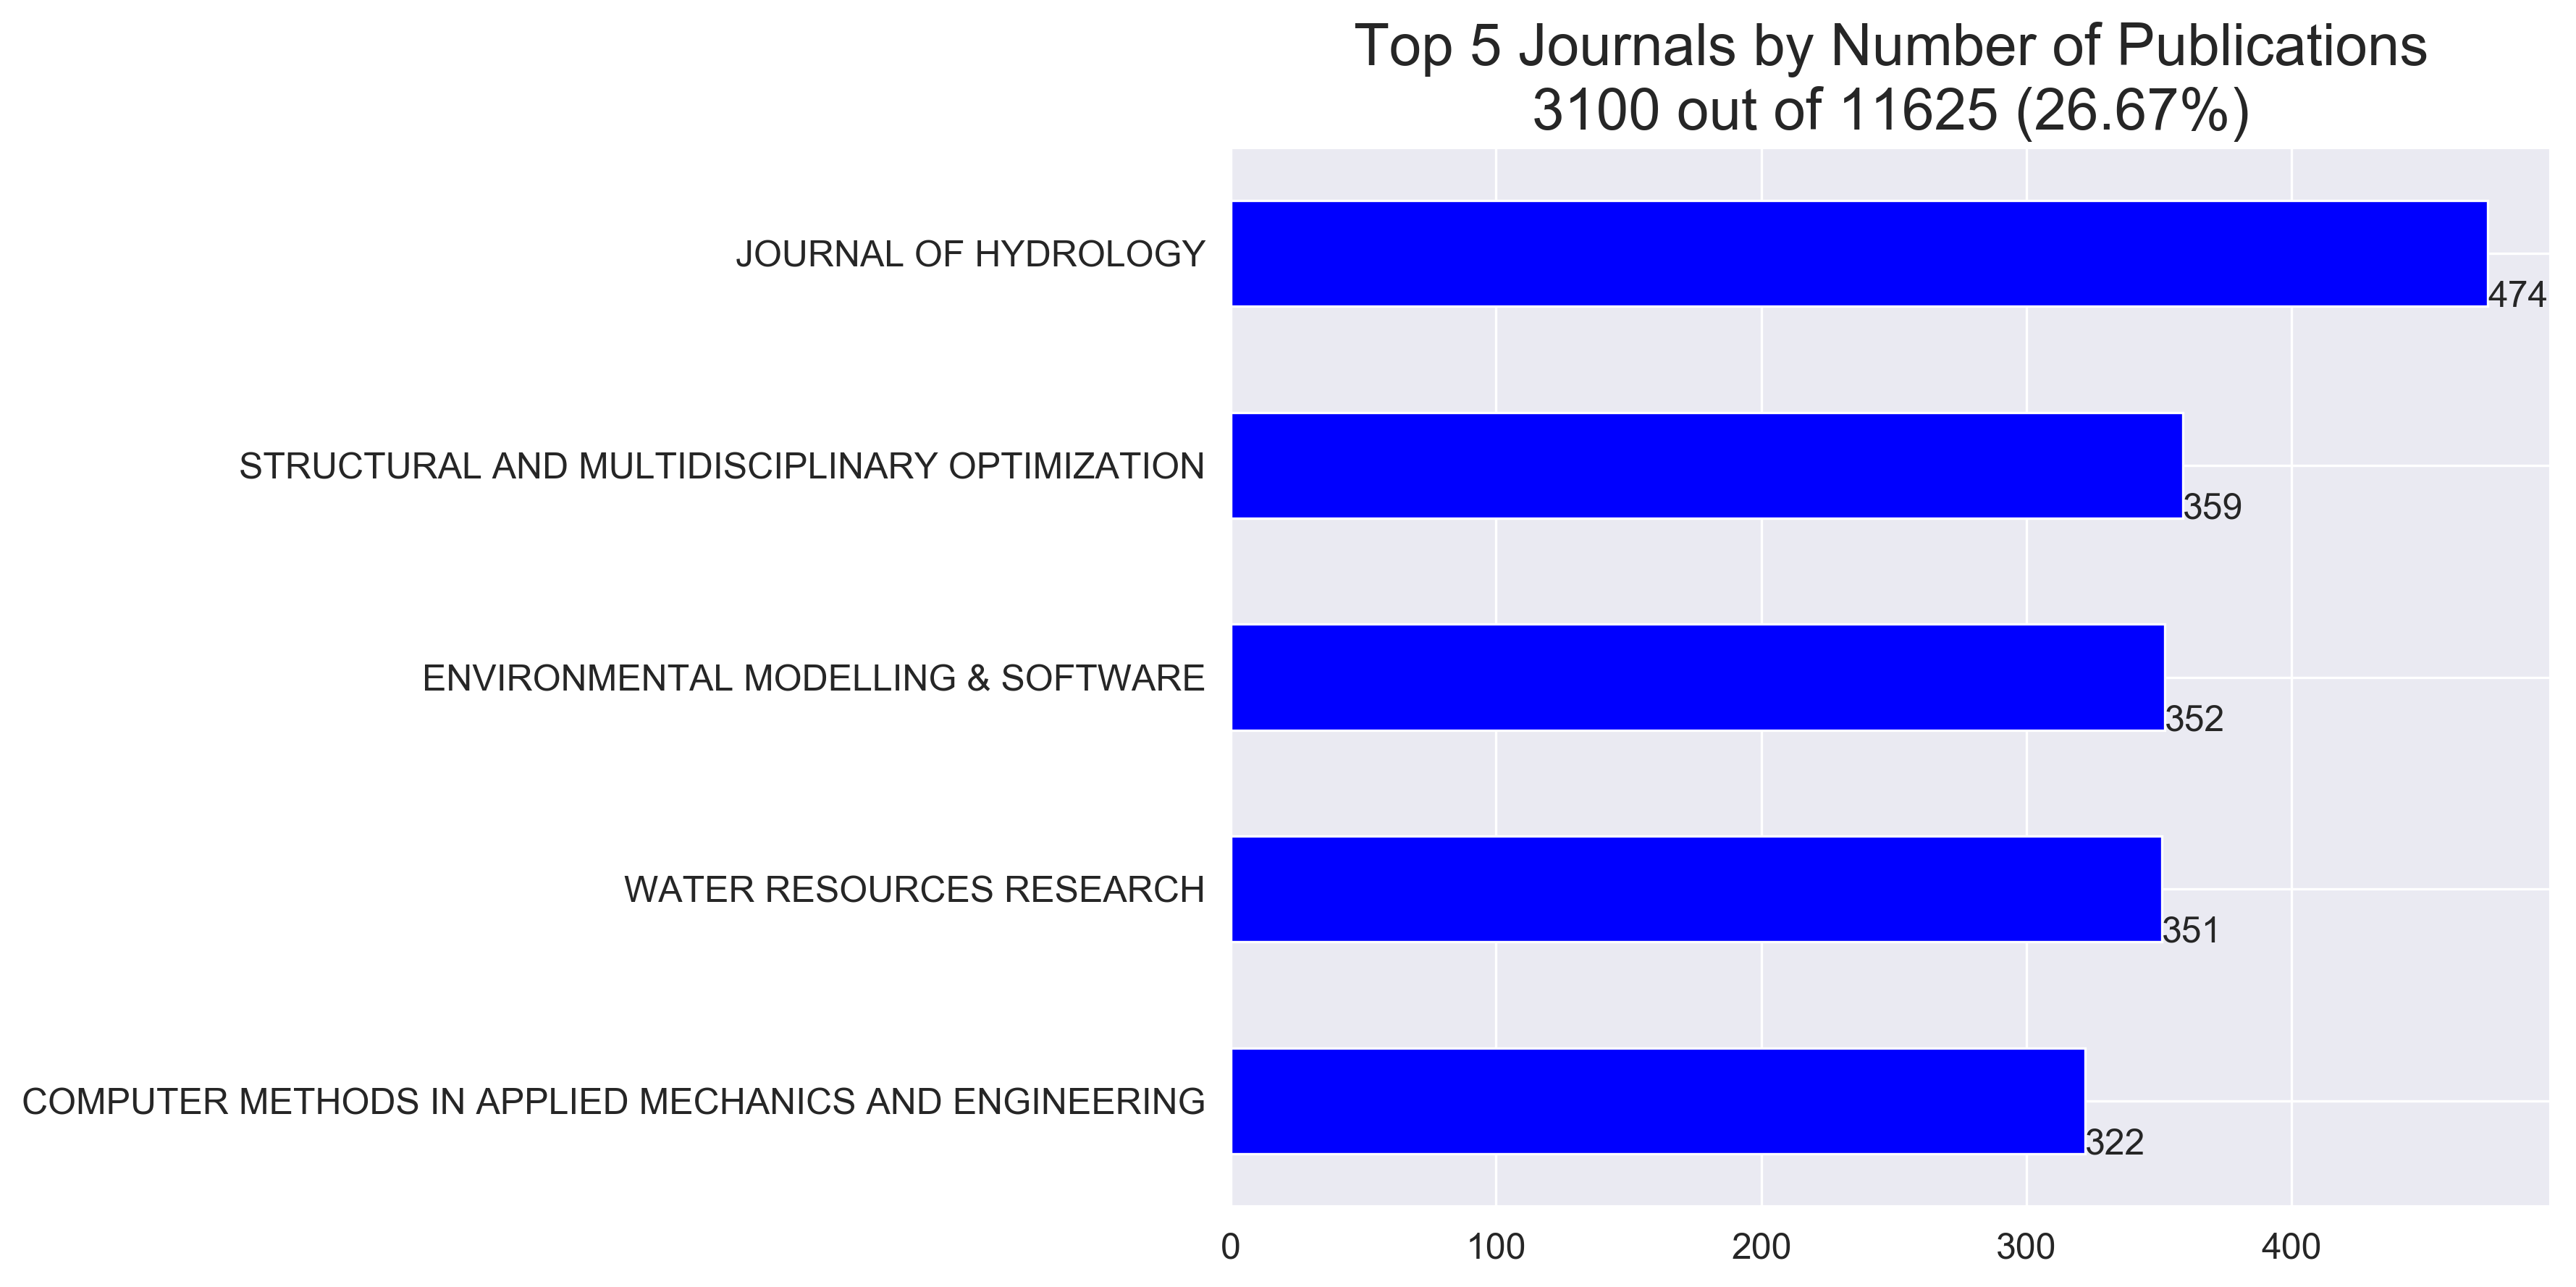 Top 5 Journals by Number of Publications
3100 out of 11625 (26.67%)
JOURNAL OF HYDROLOGY
474
STRUCTURAL AND MULTIDISCIPLINARY OPTIMIZATION
359
ENVIRONMENTAL MODELLING & SOFTWARE
352
WATER RESOURCES RESEARCH
351
COMPUTER METHODS IN APPLIED MECHANICS AND ENGINEERING
322
0 100 200 300 400